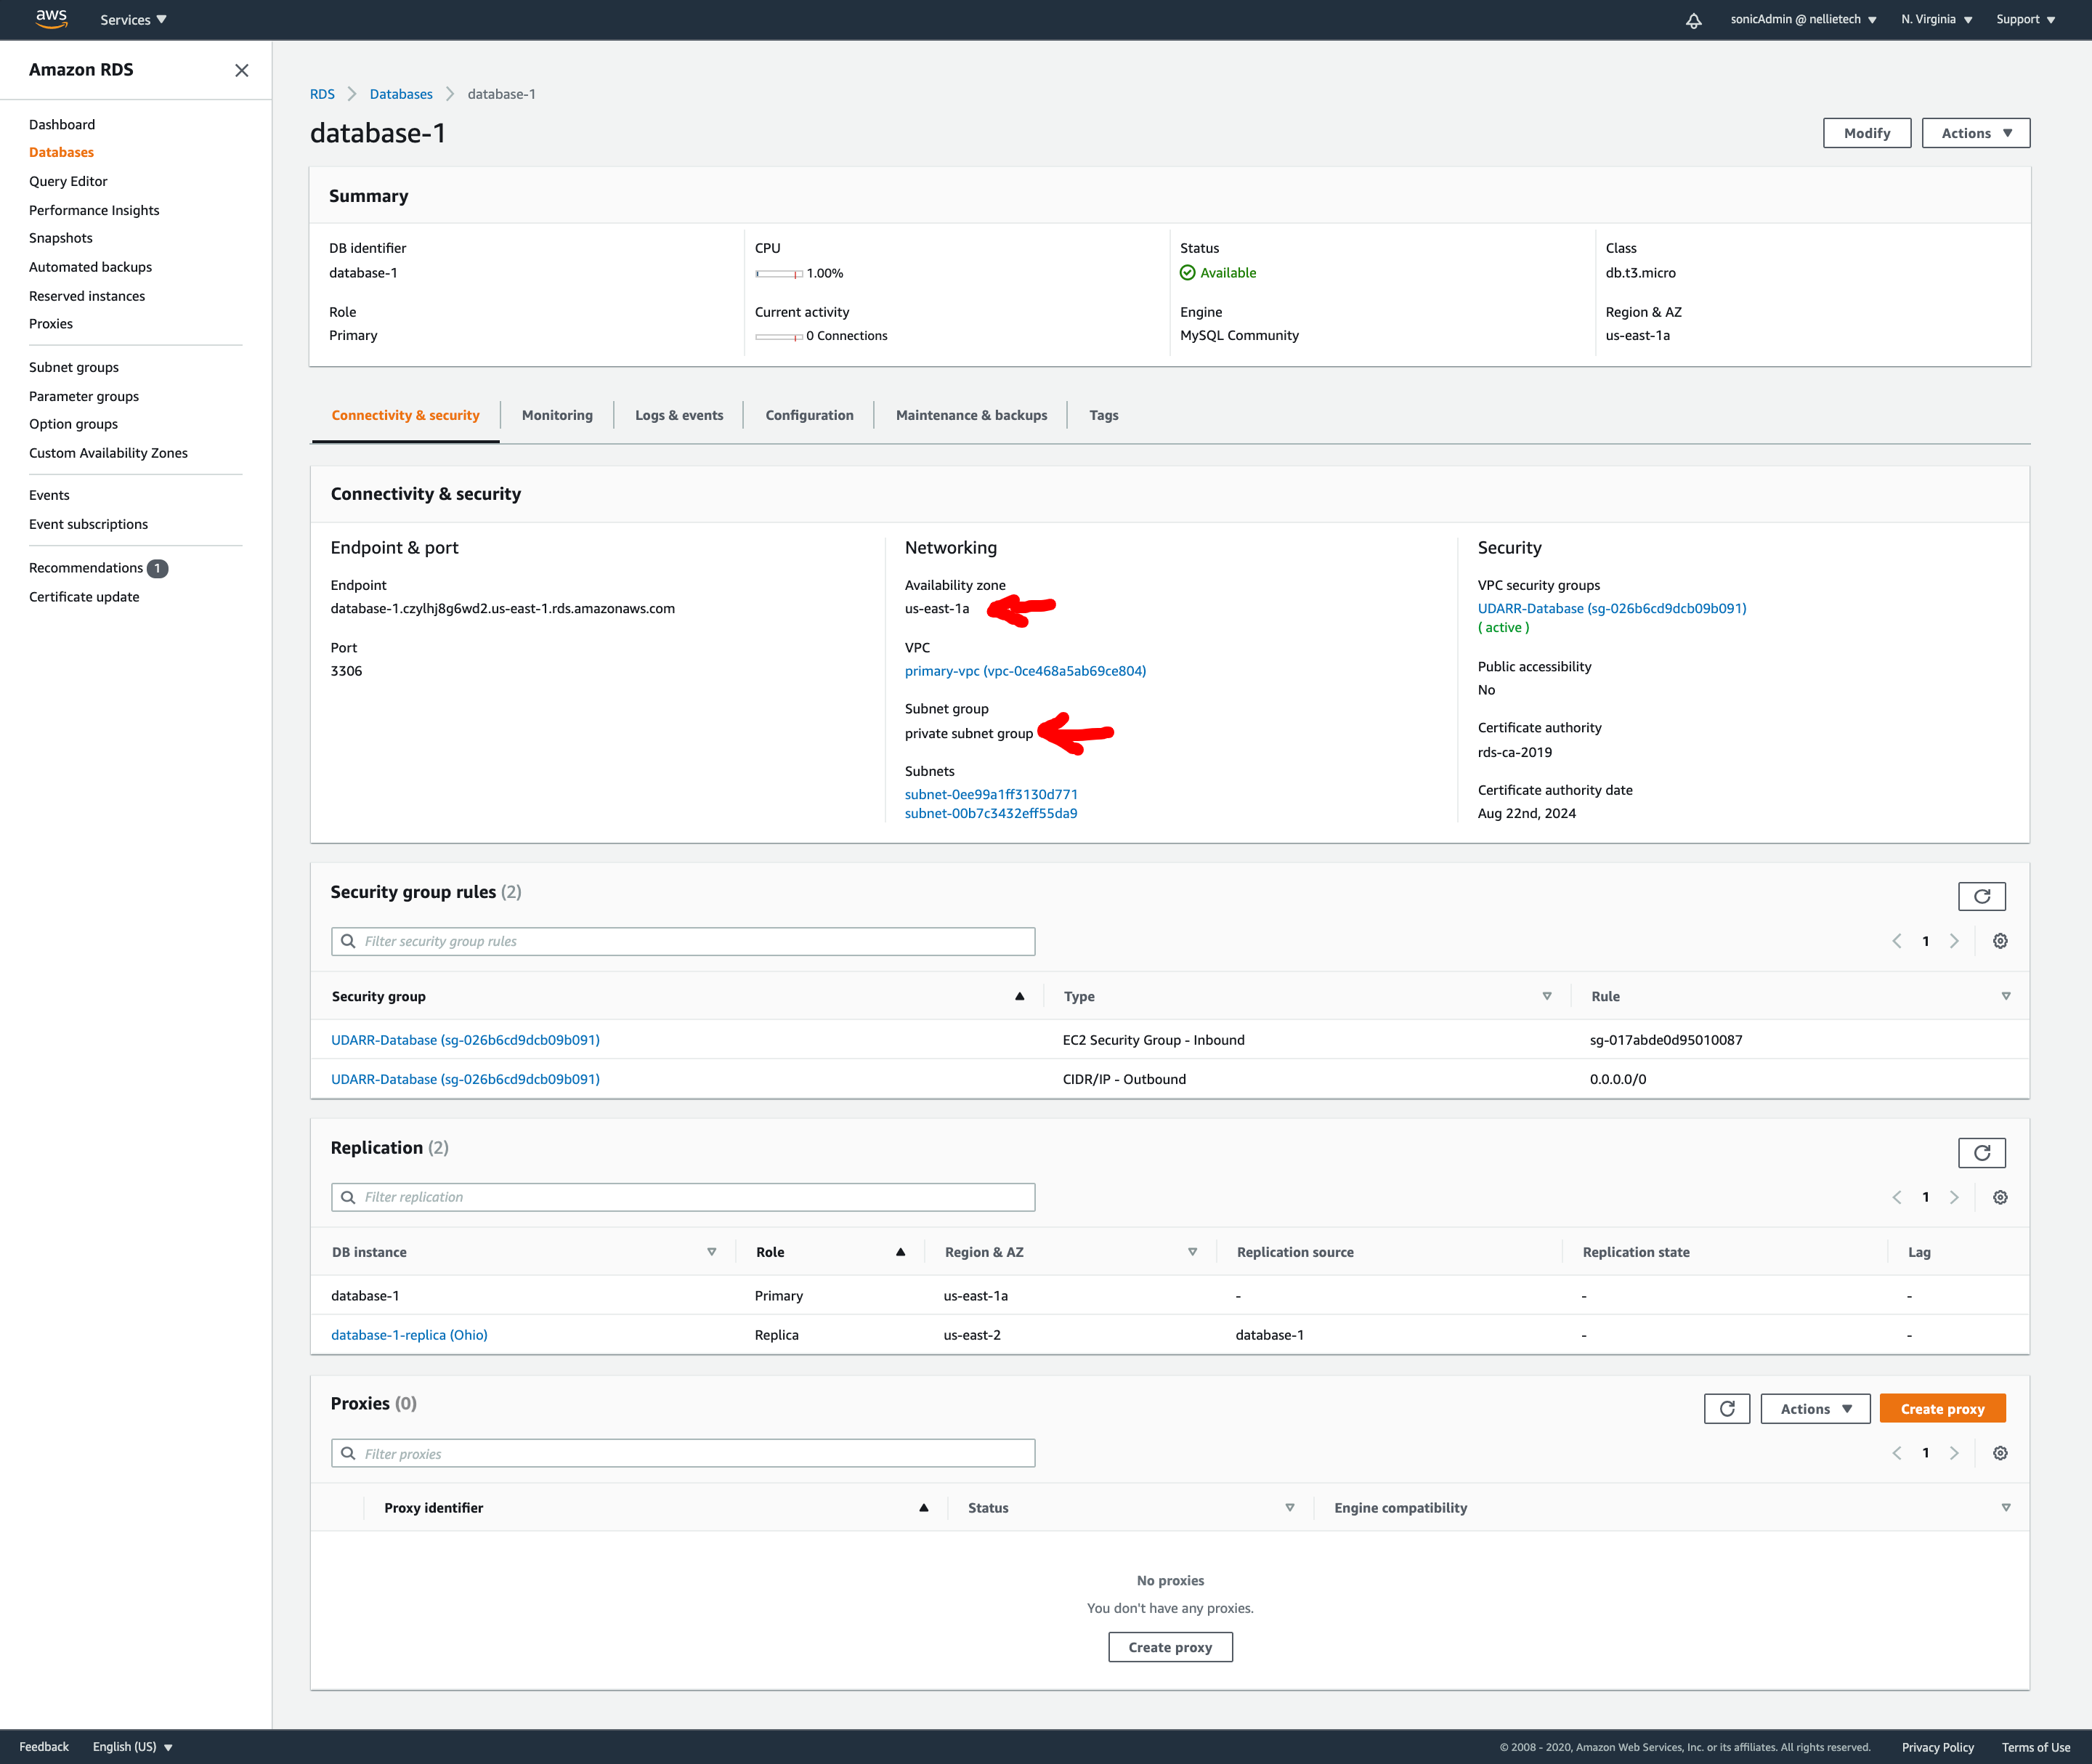 aws
Services
sonicAdmin @ nellietech
N. Virginia
Support
Amazon RDS
Dashboard
Databases
Query Editor
Performance Insights
Snapshots
Automated backups
Reserved instances
Proxies
Subnet groups
Parameter groups
Option groups
Custom Availability Zones
Events
Event subscriptions
Recommendations 1
Certificate update
RDS > Databases > database-1
database-1
Modify
Actions
Summary
DB identifier
database-1
CPU
1.00%
Status
Available
Class
db.t3.micro
Role
Primary
Current activity
0 Connections
Engine
MySQL Community
Region & AZ
us-east-1a
Connectivity & security
Monitoring
Logs & events
Configuration
Maintenance & backups
Tags
Connectivity & security
Endpoint & port
Endpoint
database-1.czylhj8g6wd2.us-east-1.rds.amazonaws.com
Port
3306
Networking
Availability zone
us-east-1a
VPC
primary-vpc (vpc-0ce468a5ab69ce804)
Subnet group
private subnet group
Subnets
subnet-0ee99a1ff3130d771
subnet-00b7c3432eff55da9
Security
VPC security groups
UDARR-Database (sg-026b6cd9dcb09b091)
( active )
Public accessibility
No
Certificate authority
rds-ca-2019
Certificate authority date
Aug 22nd, 2024
Security group rules (2)
Filter security group rules
1
Security group
Type
Rule
UDARR-Database (sg-026b6cd9dcb09b091)
EC2 Security Group - Inbound
sg-017abde0d95010087
UDARR-Database (sg-026b6cd9dcb09b091)
CIDR/IP - Outbound
0.0.0.0/0
Replication (2)
Filter replication
1
DB instance
Role
Region & AZ
Replication source
Replication state
Lag
database-1
Primary
us-east-1a
-
-
-
database-1-replica (Ohio)
Replica
us-east-2
database-1
-
-
Proxies (0)
Actions
Create proxy
Filter proxies
1
Proxy identifier
Status
Engine compatibility
No proxies
You don't have any proxies.
Create proxy
Feedback
English (US)
© 2008 - 2020, Amazon Web Services, Inc. or its affiliates. All rights reserved.
Privacy Policy
Terms of Use